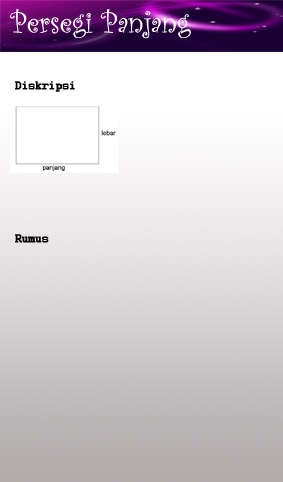 Persegi Panjang
Diskripsi
lebar
panjang
Rumus